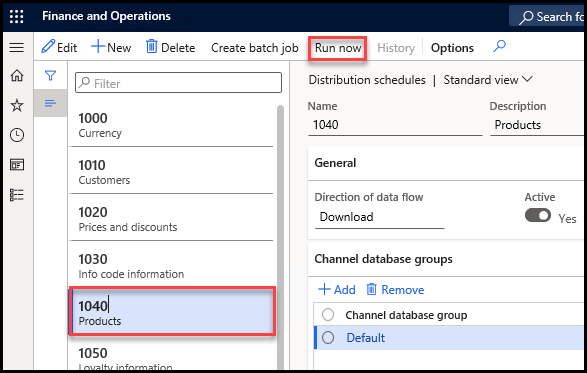 Finance and Operations
Search fo
Edit New Delete Create batch job Run now History Options
Filter
1000
Currency
1010
Customers
1020
Prices and discounts
1030
Info code information
1040
Products
1050
Loyalty information
Distribution schedules | Standard view
Name Description
1040 Products
General
Direction of data flow Active
Download Yes
Channel database groups
Add Remove
Channel database group
Default